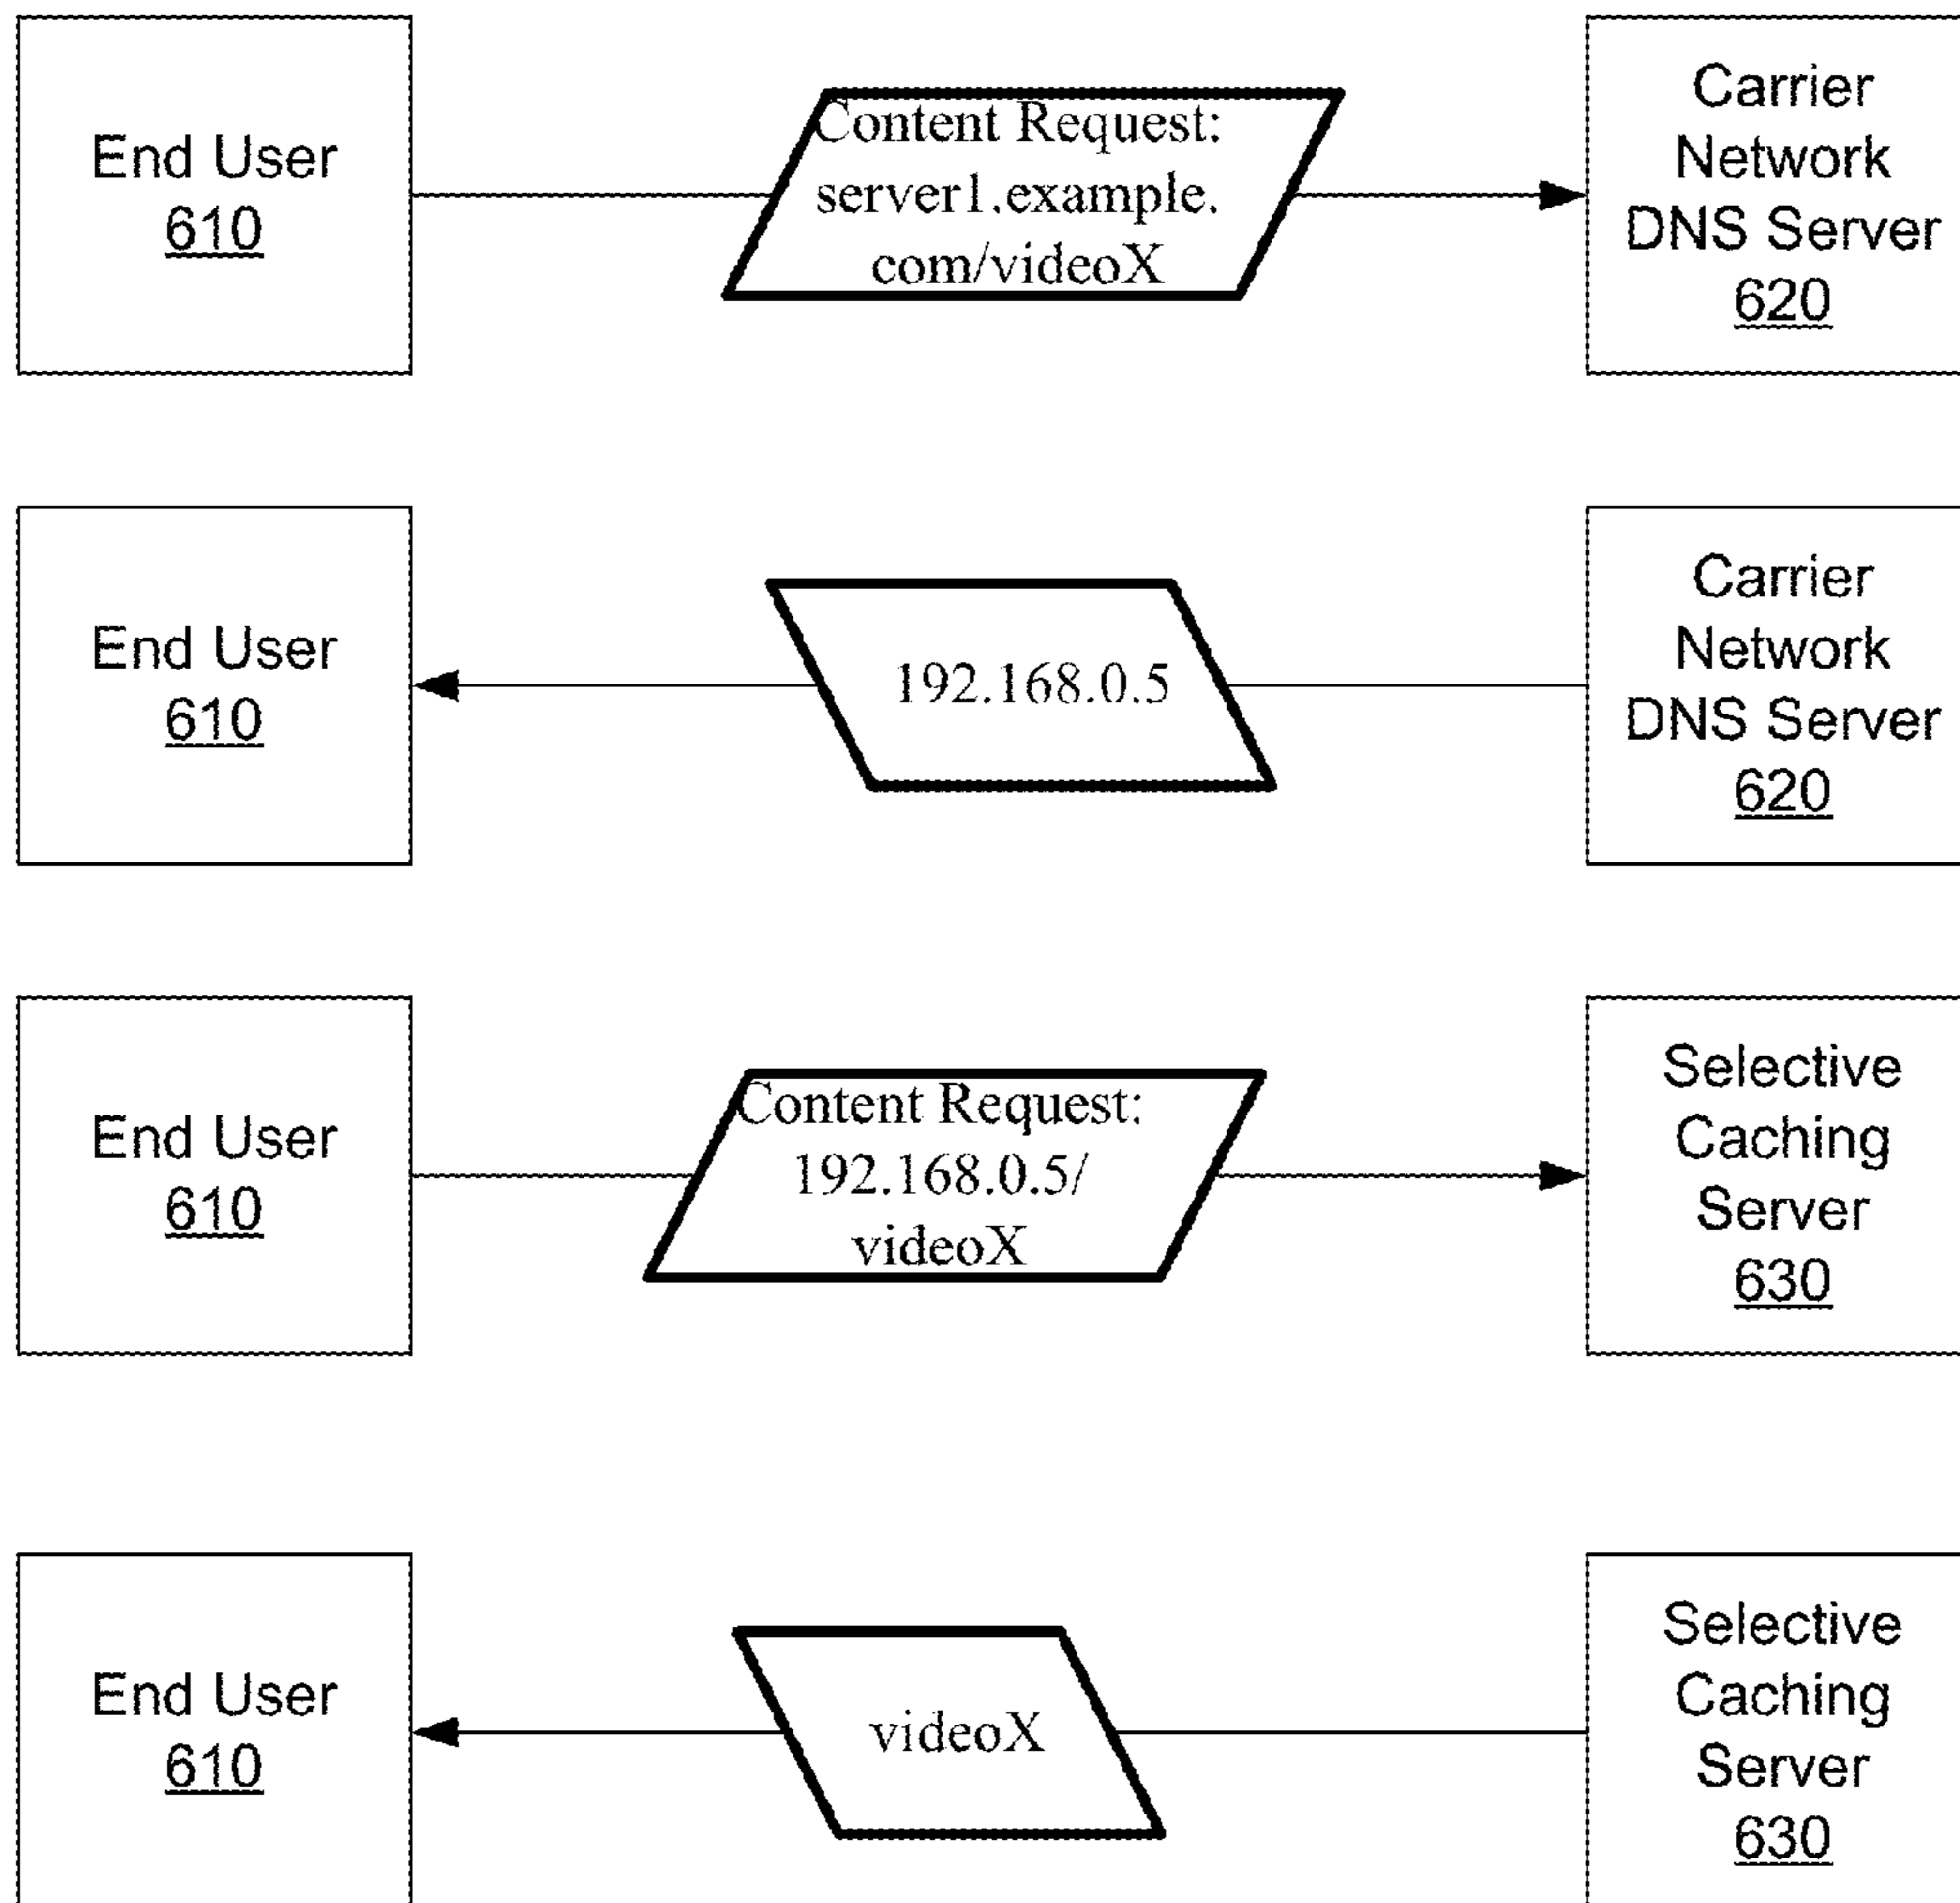 End User
610
Content Request:
server1.example.
com/videoX
Carrier
Network
DNS Server
620
End User
610
192.168.0.5
Carrier
Network
DNS Server
620
End User
610
Content Request:
192.168.0.5/
videoX
Selective
Caching
Server
630
End User
610
videoX
Selective
Caching
Server
630